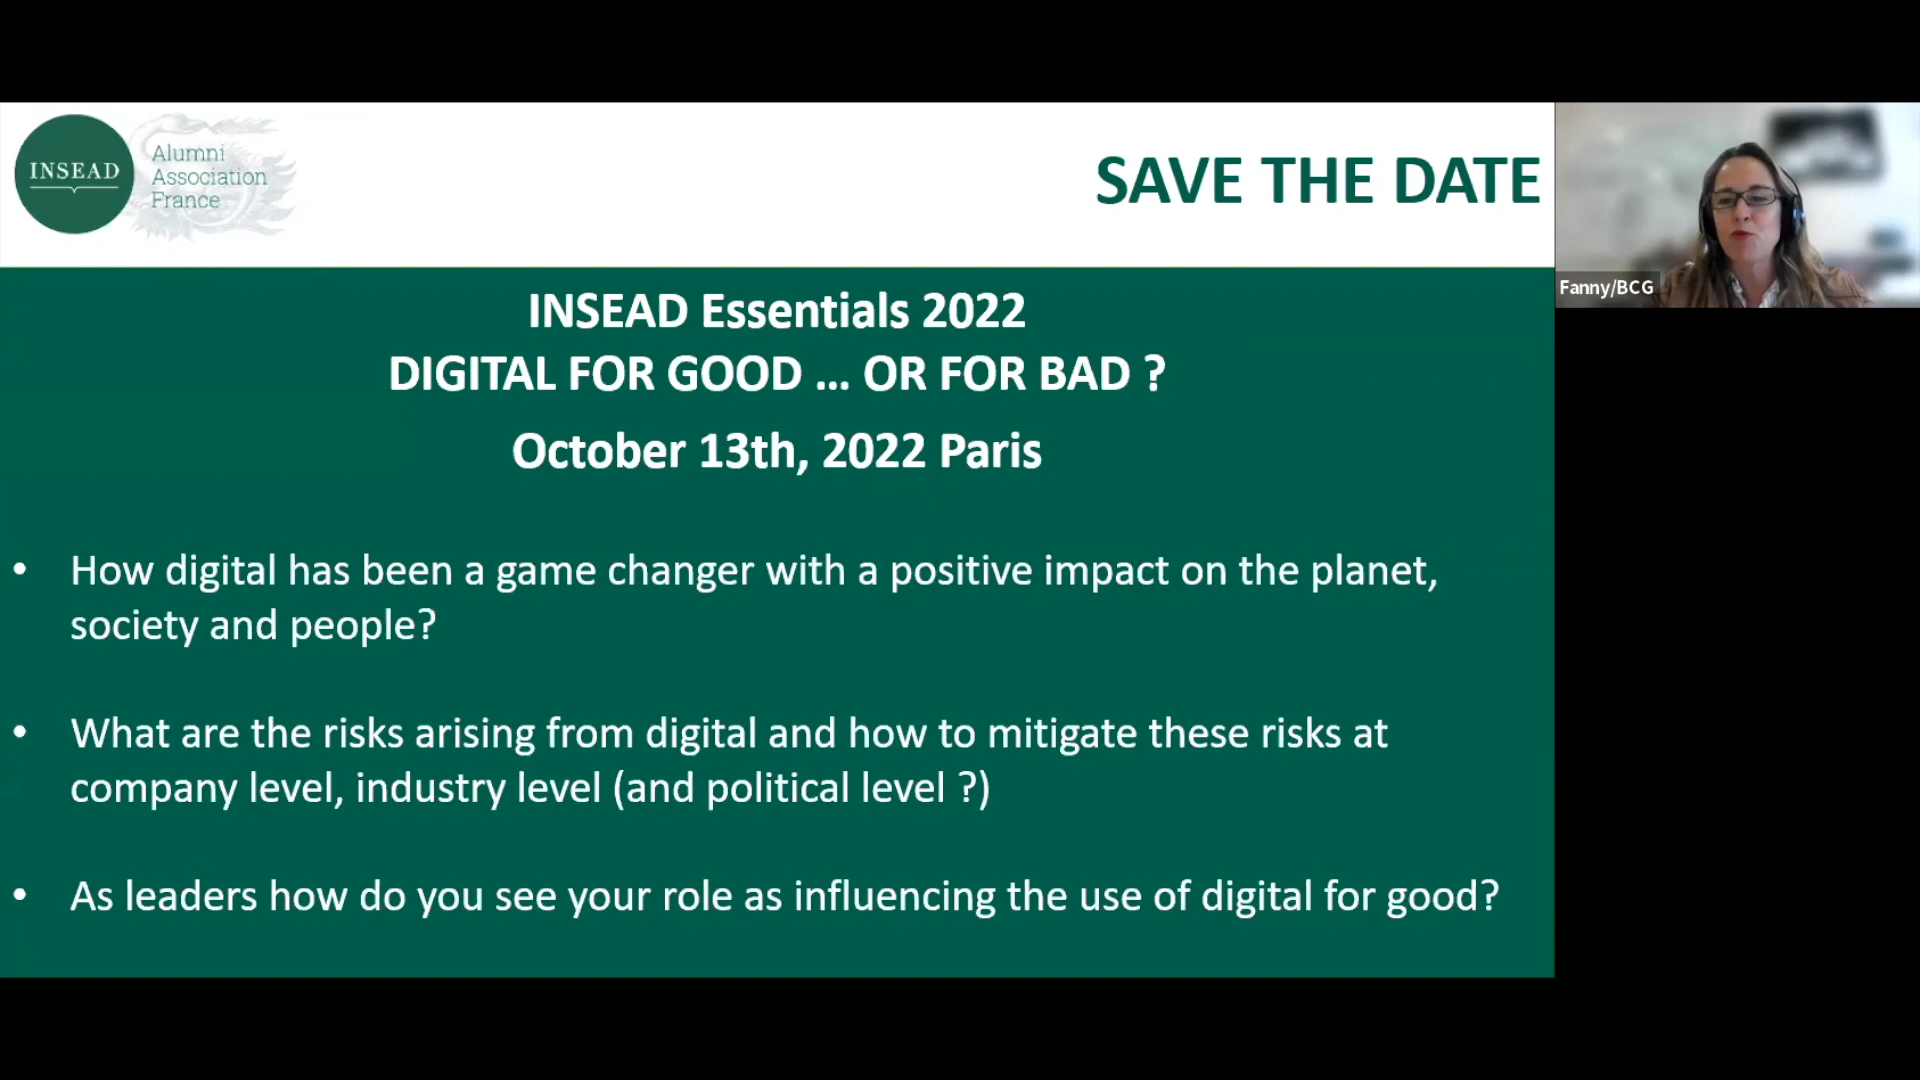 INSEAD
Alumni
Association
France
SAVE THE DATE
Fanny/BCG
INSEAD Essentials 2022
DIGITAL FOR GOOD ... OR FOR BAD ?
October 13th, 2022 Paris
• How digital has been a game changer with a positive impact on the planet,
society and people?
• What are the risks arising from digital and how to mitigate these risks at
company level, industry level (and political level ?)
• As leaders how do you see your role as influencing the use of digital for good?